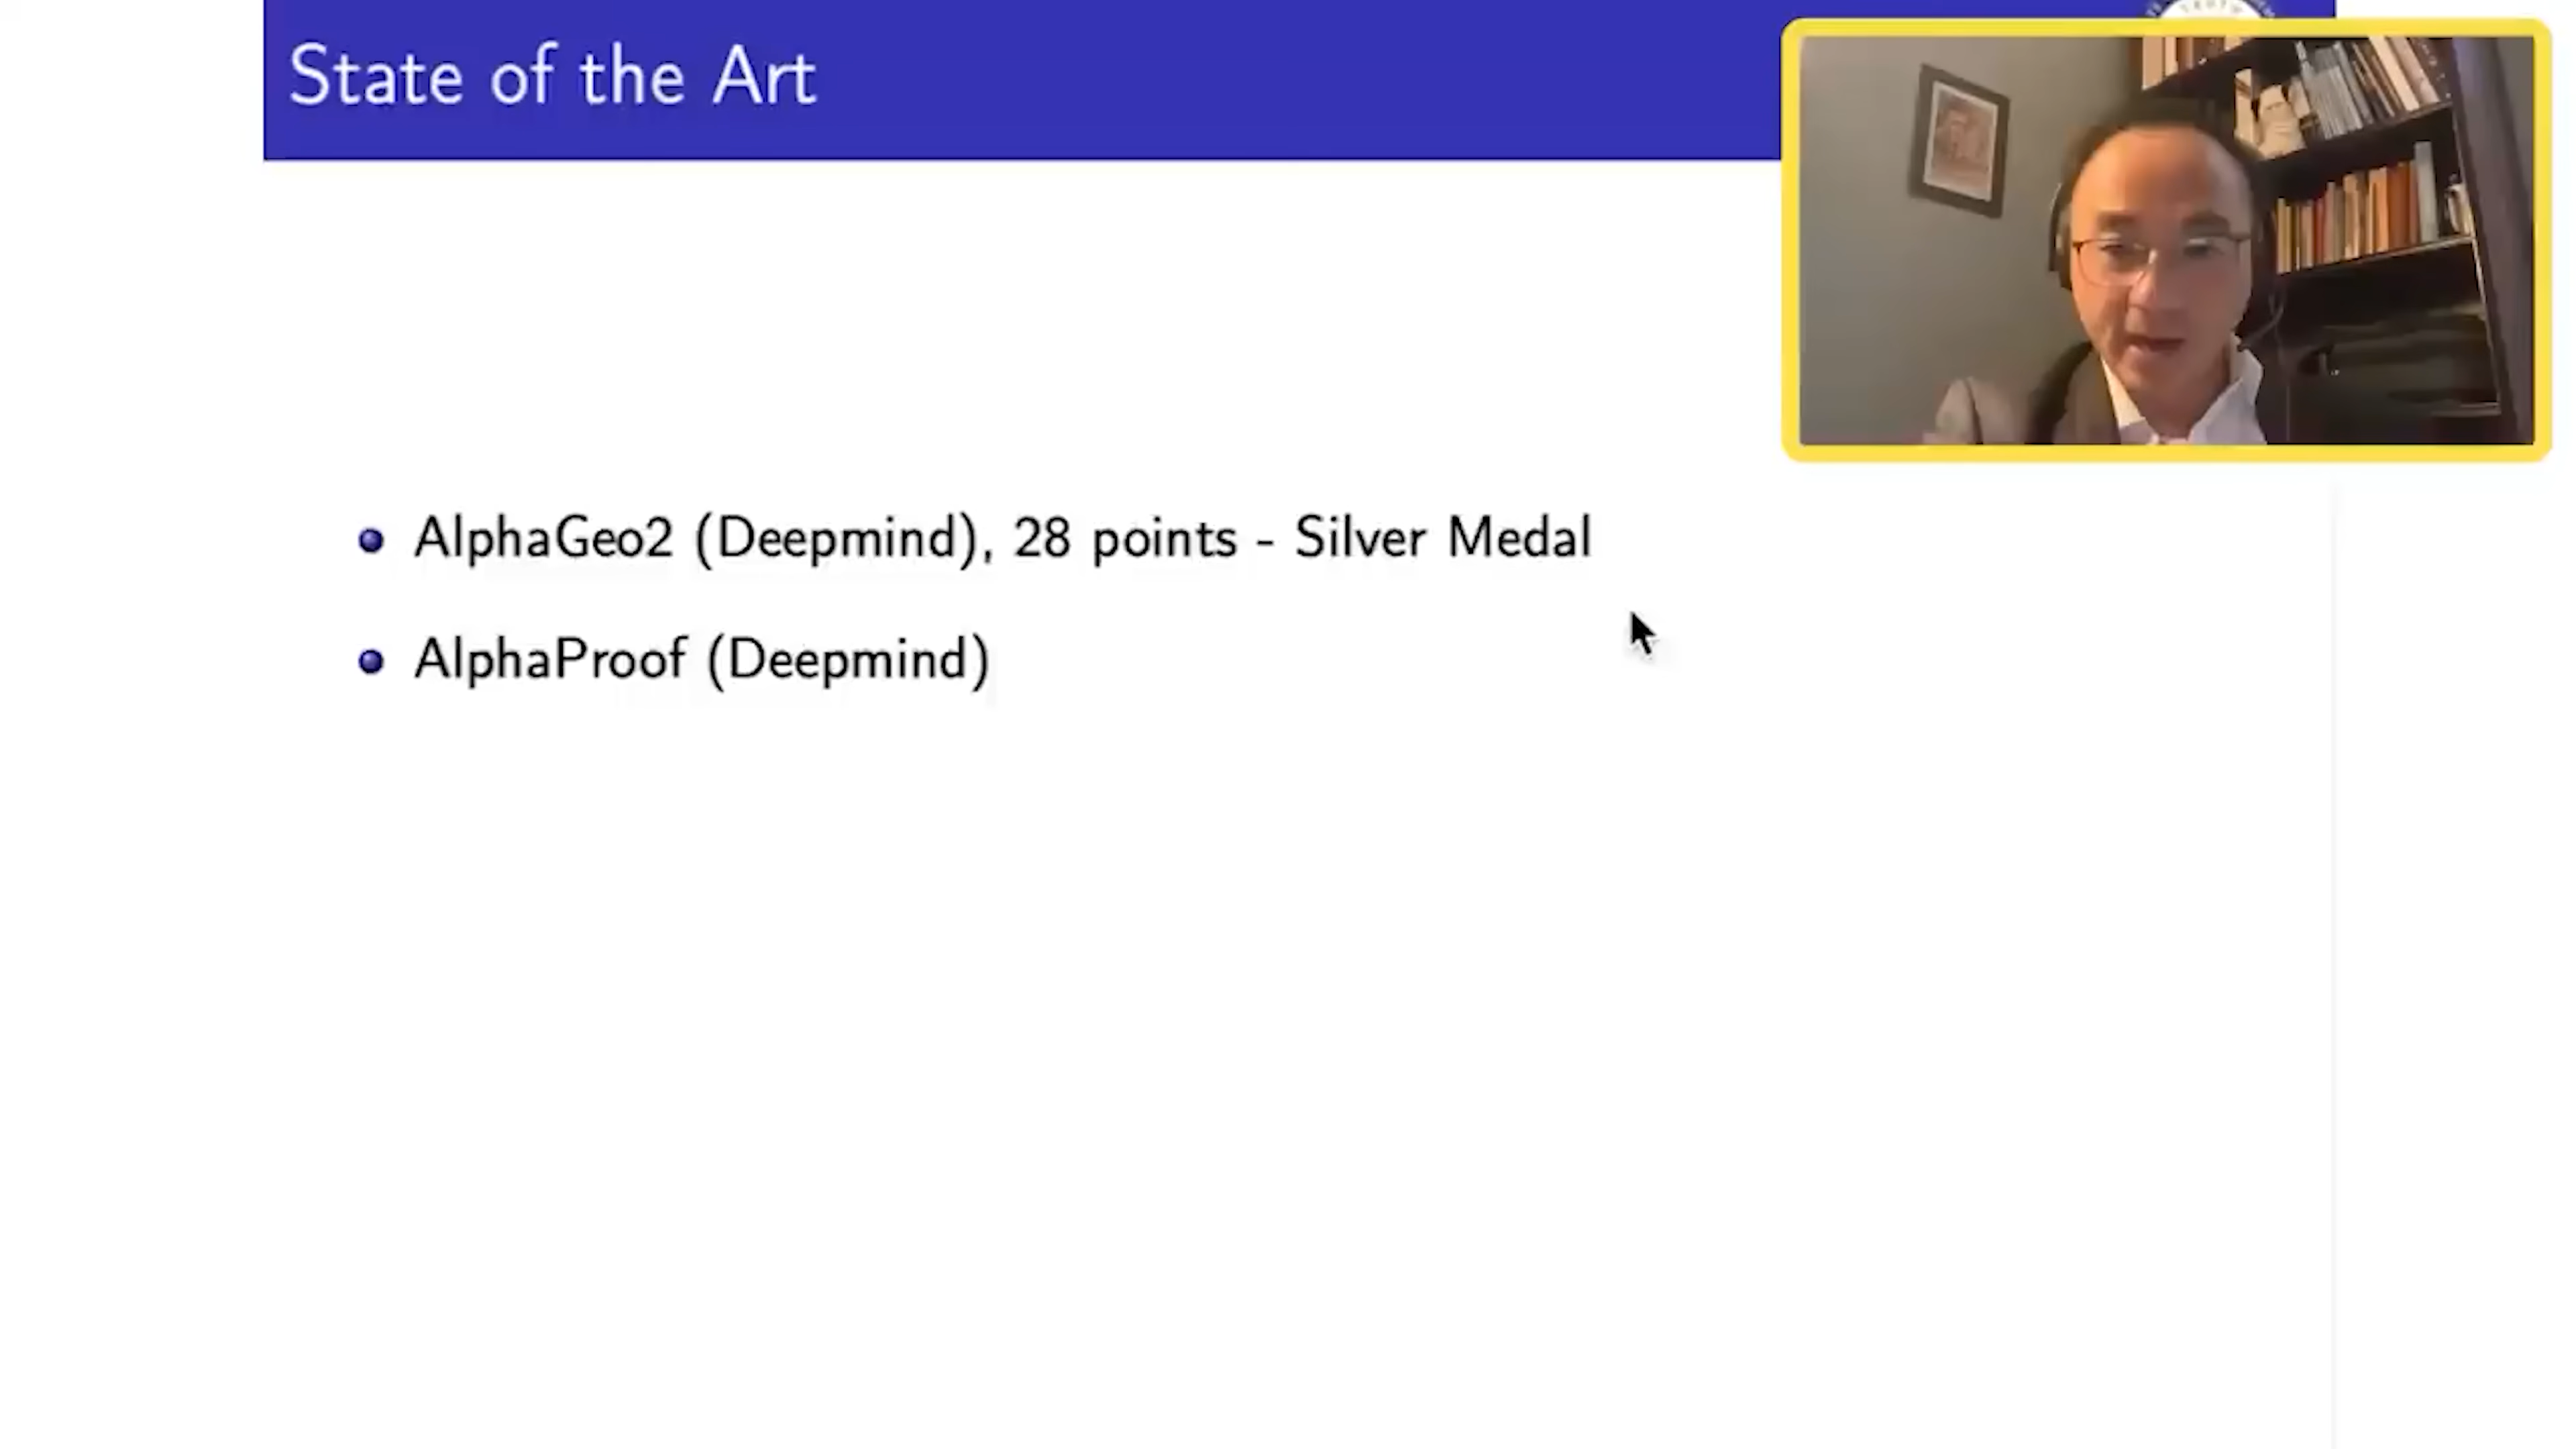 State of the Art
AlphaGeo2 (Deepmind), 28 points - Silver Medal
AlphaProof (Deepmind)